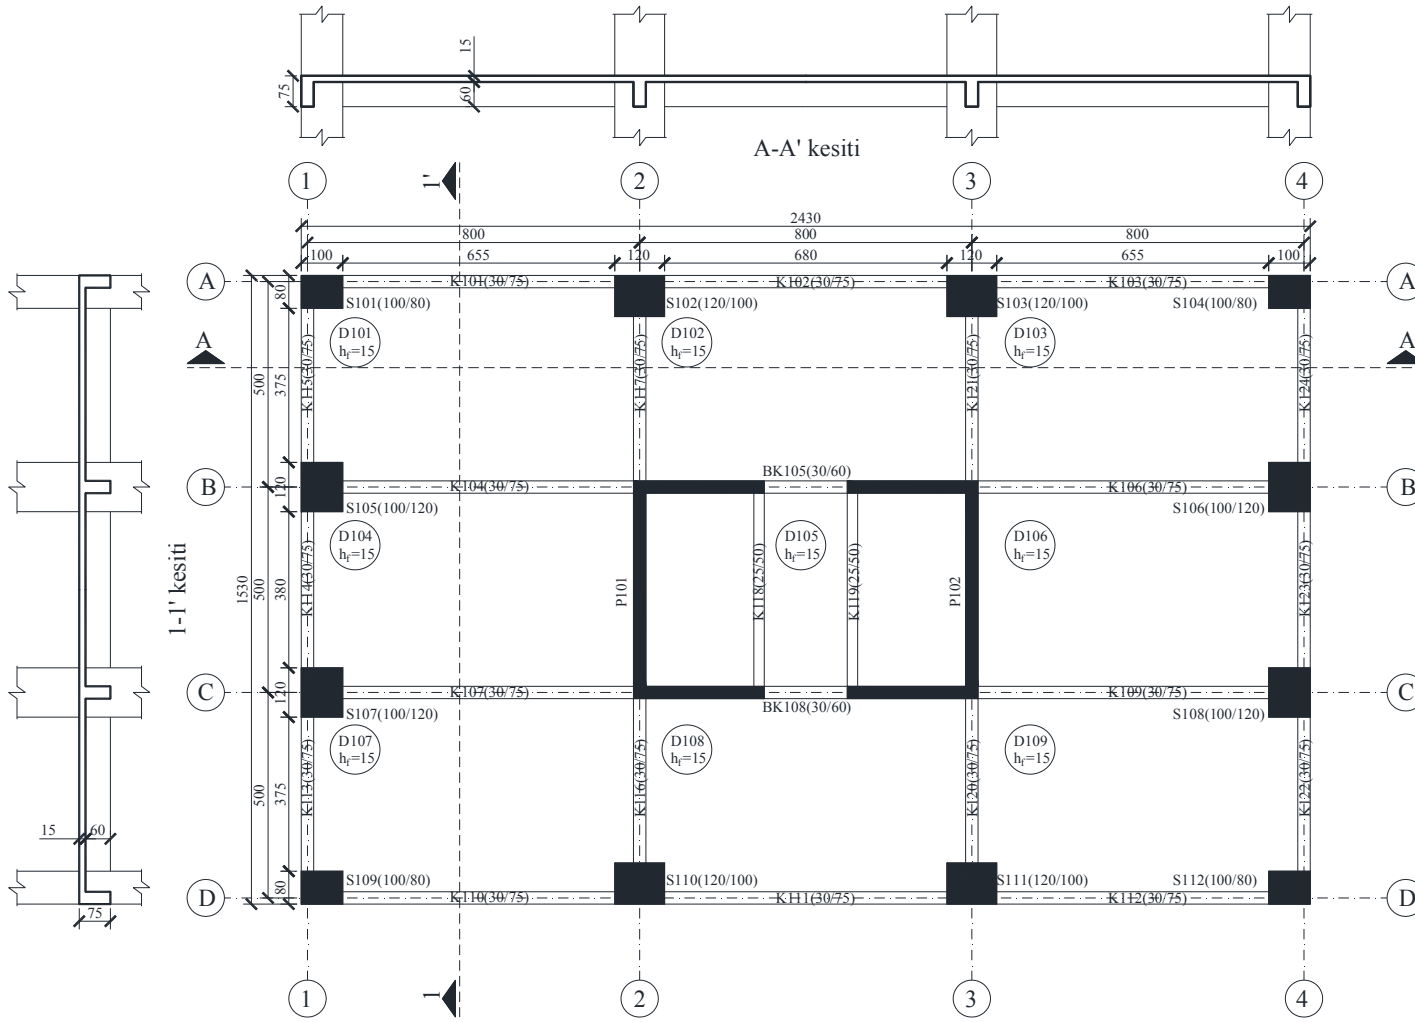 15
75
60
A-A' kesiti
1
1'
2
3
4
2430
800
800
800
100
655
120
680
120
655
100
A
80
K101(30/75)
K102(30/75)
K103(30/75)
A
S101(100/80)
S102(120/100)
S103(120/100)
S104(100/80)
A
D101
hf=15
D102
hf=15
D103
hf=15
A
500
375
K115(30/75)
K117(30/75)
K121(30/75)
K124(30/75)
BK105(30/60)
B
120
K104(30/75)
K106(30/75)
B
S105(100/120)
S106(100/120)
D104
hf=15
D105
hf=15
D106
hf=15
1-1' kesiti
1530
500
380
K114(30/75)
P101
K118(25/50)
K119(25/50)
P102
K123(30/75)
C
120
K107(30/75)
K109(30/75)
C
S107(100/120)
BK108(30/60)
S108(100/120)
D107
hf=15
D108
hf=15
D109
hf=15
500
375
K113(30/75)
K116(30/75)
K120(30/75)
K122(30/75)
15
60
75
S109(100/80)
S110(120/100)
S111(120/100)
S112(100/80)
D
80
K110(30/75)
K111(30/75)
K112(30/75)
D
1
1
2
3
4